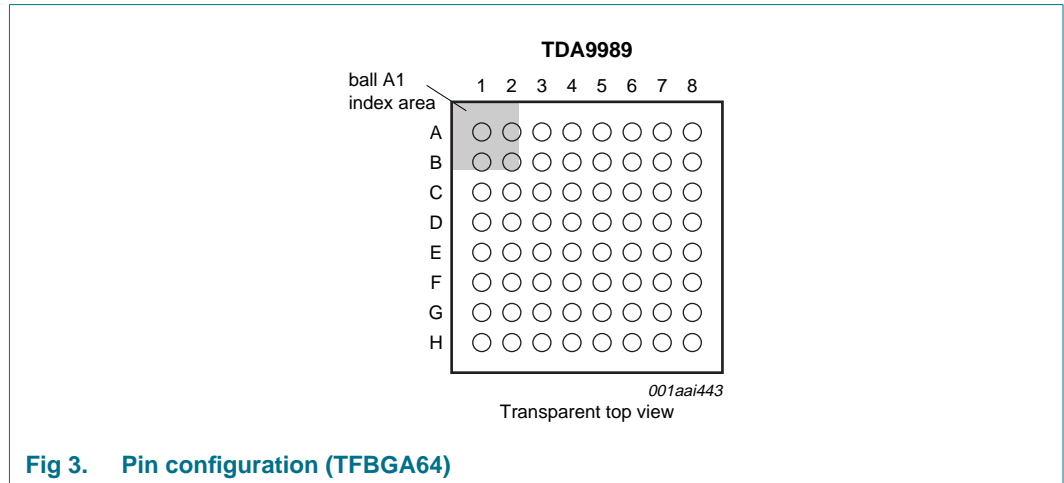 TDA9989
ball A1
index area
1 2 3 4 5 6 7 8
A
B
C
D
E
F
G
H
001aai443
Transparent top view
Fig 3. Pin configuration (TFBGA64)